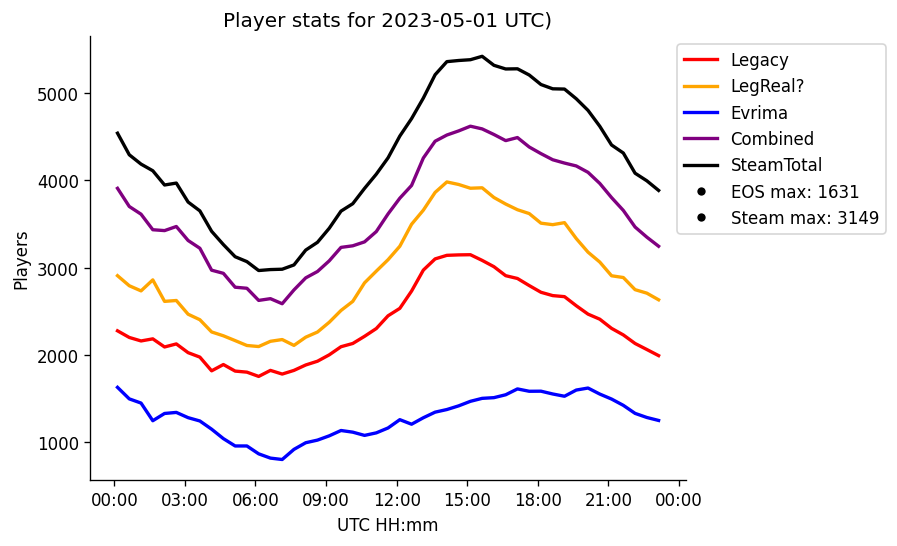 Player stats for 2023-05-01 UTC)
Legacy
LegReal?
Evrima
Combined
SteamTotal
EOS max: 1631
Steam max: 3149
Players
5000
4000
3000
2000
1000
00:00 03:00 06:00 09:00 12:00 15:00 18:00 21:00 00:00
UTC HH:mm